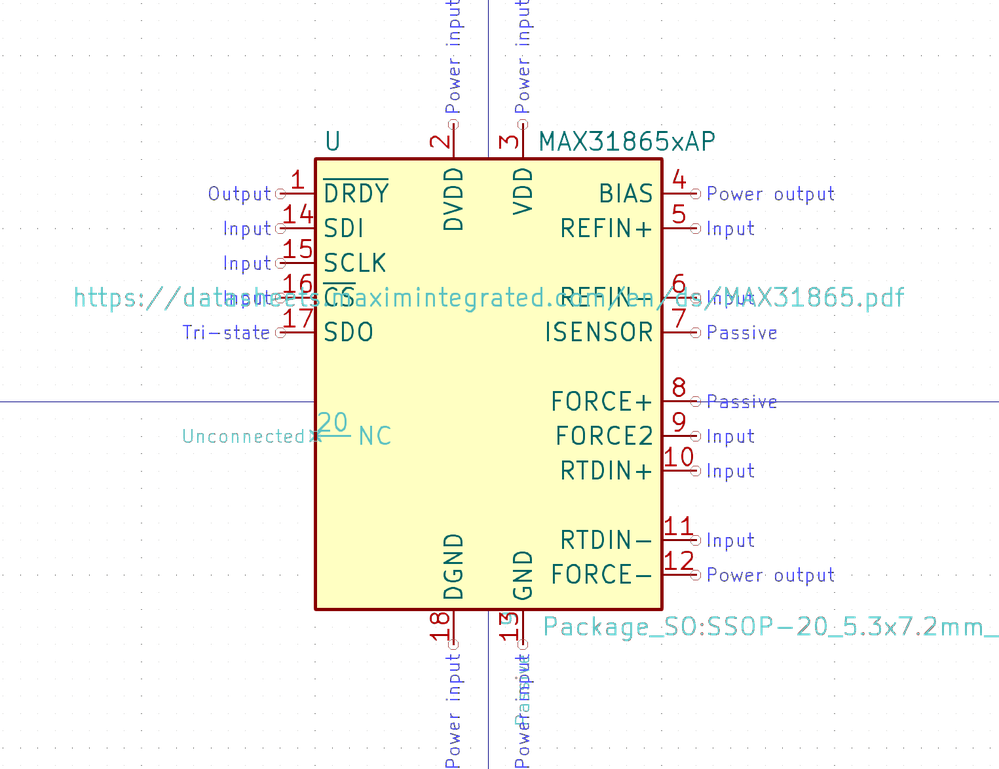 Power input
Power input
2
3
U
MAX31865xAP
Output
1
DRDY
DVDD
VDD
BIAS
4
Power output
Input
14
SDI
REFIN+
5
Input
Input
15
SCLK
Input
16
CS
REFIN-
6
Input
https://datasheets.maximintegrated.com/en/ds/MAX31865.pdf
Tri-state
17
SDO
ISENSOR
7
Passive
FORCE+
8
Passive
Unconnected
20
NC
FORCE2
9
Input
RTDIN+
10
Input
RTDIN-
11
Input
DGND
GND
FORCE-
12
Power output
18
13
Package_SO:SSOP-20_5.3x7.2mm_
Power input
Power input
Passive